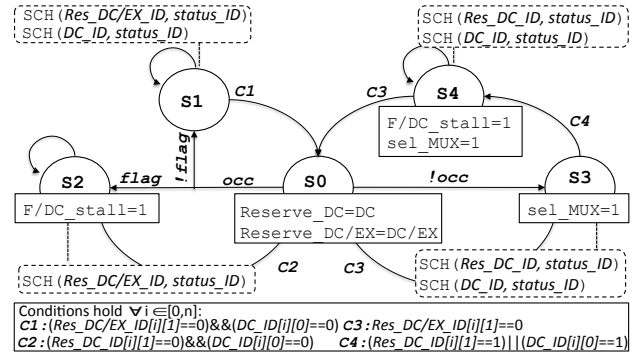 SCH(Res_DC/EX_ID, status_ID)
SCH(DC_ID, status_ID)
SCH(Res_DC_ID, status_ID)
SCH(DC_ID, status_ID)
S1
C1
C3
S4
F/DC_stall=1
sel_MUX=1
C4
!flag
S2
flag
occ
S0
!occ
S3
F/DC_stall=1
Reserve_DC=DC
Reserve_DC/EX=DC/EX
sel_MUX=1
SCH(Res_DC/EX_ID, status_ID)
C2
C3
SCH(Res_DC_ID, status_ID)
SCH(DC_ID, status_ID)
Conditions hold ∀ i ∈[0,n]:
C1:(Res_DC/EX_ID[i][1]==0)&&(DC_ID[i][0]==0) C3:Res_DC/EX_ID[i][1]==0
C2:(Res_DC_ID[i][1]==0)&&(DC_ID[i][0]==0) C4:(Res_DC_ID[i][1]==1)||(DC_ID[i][0]==1)